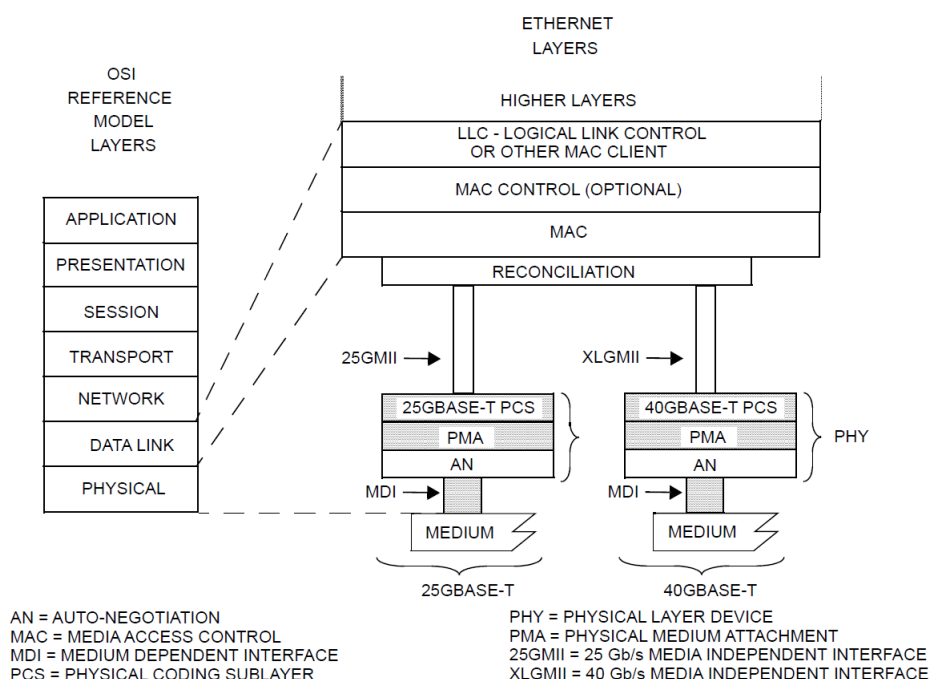 ETHERNET
LAYERS
OSI
REFERENCE
MODEL
LAYERS
HIGHER LAYERS
LLC - LOGICAL LINK CONTROL
OR OTHER MAC CLIENT
MAC CONTROL (OPTIONAL)
MAC
RECONCILIATION
APPLICATION
PRESENTATION
SESSION
TRANSPORT
NETWORK
DATA LINK
PHYSICAL
25GMII
XLGMII
25GBASE-T PCS
PMA
AN
40GBASE-T PCS
PMA
AN
PHY
MDI
MDI
MEDIUM
MEDIUM
25GBASE-T
40GBASE-T
AN = AUTO-NEGOTIATION
MAC = MEDIA ACCESS CONTROL
MDI = MEDIUM DEPENDENT INTERFACE
PCS = PHYSICAL CODING SUBLAYER
PHY = PHYSICAL LAYER DEVICE
PMA = PHYSICAL MEDIUM ATTACHMENT
25GMII = 25 Gb/s MEDIA INDEPENDENT INTERFACE
XLGMII = 40 Gb/s MEDIA INDEPENDENT INTERFACE